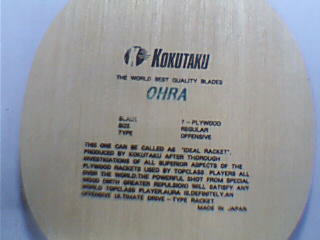 KOKUTAKU
THE WORLD BEST QUALITY BLADES
OHRA
BLADE 7-PLYWOOD
SIZE REGULAR
TYPE OFFENSIVE
THIS ONE CAN BE CALLED AS "IDEAL RACKET".
PRODUCED BY KOKUTAKU AFTER THOROUGH
INVESTIGATIONS OF ALL SUPERIOR ASPECTS OF THE
PLYWOOD RACKETS USED BY TOPCLASS PLAYERS ALL
OVER THE WORLD.THE POWERFUL SHOT FROM SPECIAL
WOOD (WITH GREATER REPULSION) WILL SATISFY ANY
WORLD TOPCLASS PLAYER.AURA IS.DEFINITELY.AN
OFFENSIVE ULTIMATE DRIVE-TYPE RACKET
MADE IN JAPAN